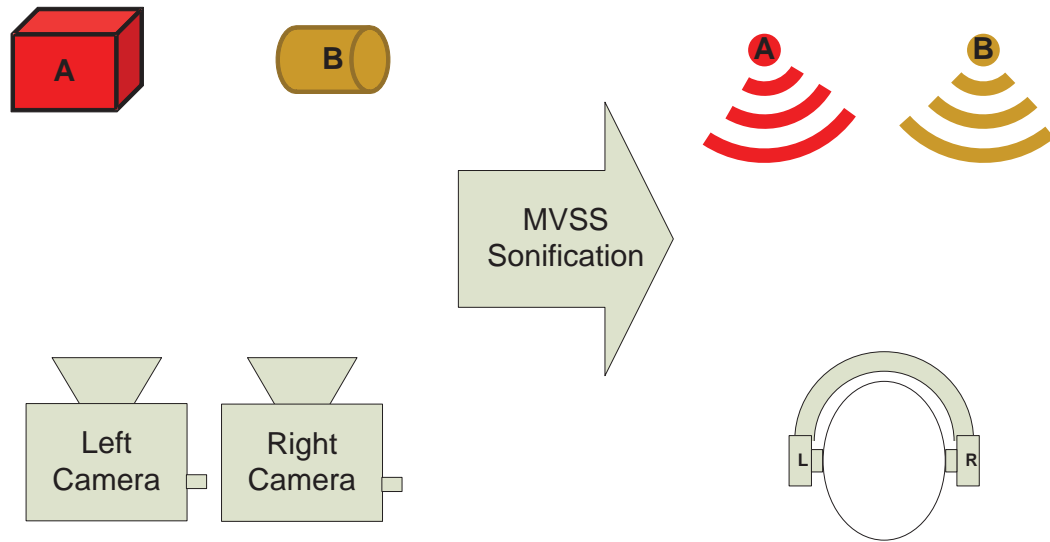 A
B
A
B
MVSS
Sonification
Left
Camera
Right
Camera
L
R